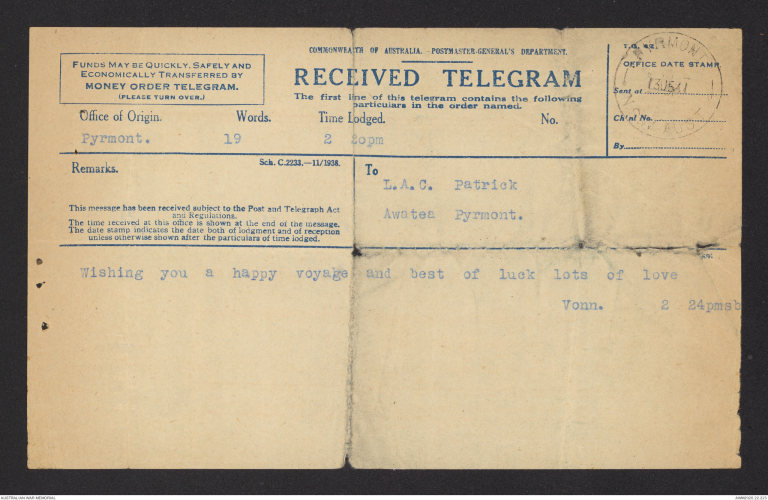 COMMONWEALTH OF AUSTRALIA. - POSTMASTER-GENERAL'S DEPARTMENT.
FUNDS MAY BE QUICKLY, SAFELY AND
ECONOMICALLY TRANSFERRED BY
MONEY ORDER TELEGRAM.
(PLEASE TURN OVER.)
RECEIVED TELEGRAM
The first line of this telegram contains the following
particulars in the order named.
Office of Origin. Words. Time Lodged. No.
Pyrmont. 19 2 2opm
T.G. 42.
OFFICE DATE STAMP
Sent at
Ch'nl No.
By
Remarks. Sch. C.2233.—11/1938.
This message has been received subject to the Post and Telegraph Act
and Regulations.
The time received at this office is shown at the end of the message.
The date stamp indicates the date both of lodgment and of reception
unless otherwise shown after the particulars of time lodged.
To
L.A.C. Patrick
Awatea Pyrmont.
Wishing you a happy voyage and best of luck lots of love
Vonn. 2 24pmsb
AUSTRALIAN WAR MEMORIAL